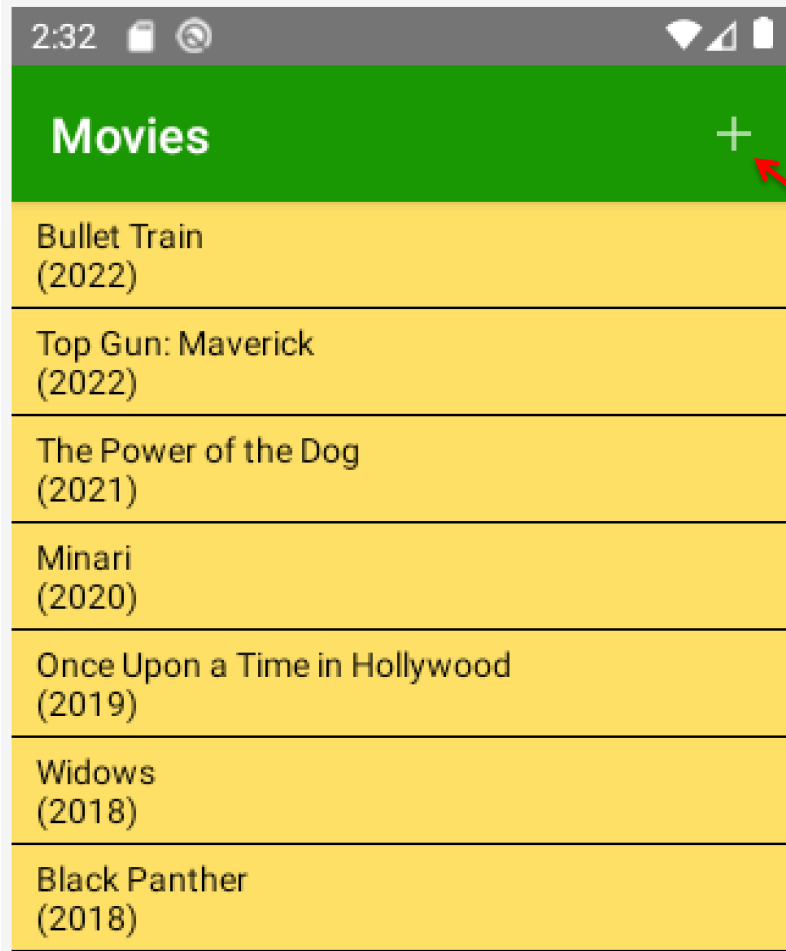 2:32
Movies
Bullet Train
(2022)
Top Gun: Maverick
(2022)
The Power of the Dog
(2021)
Minari
(2020)
Once Upon a Time in Hollywood
(2019)
Widows
(2018)
Black Panther
(2018)